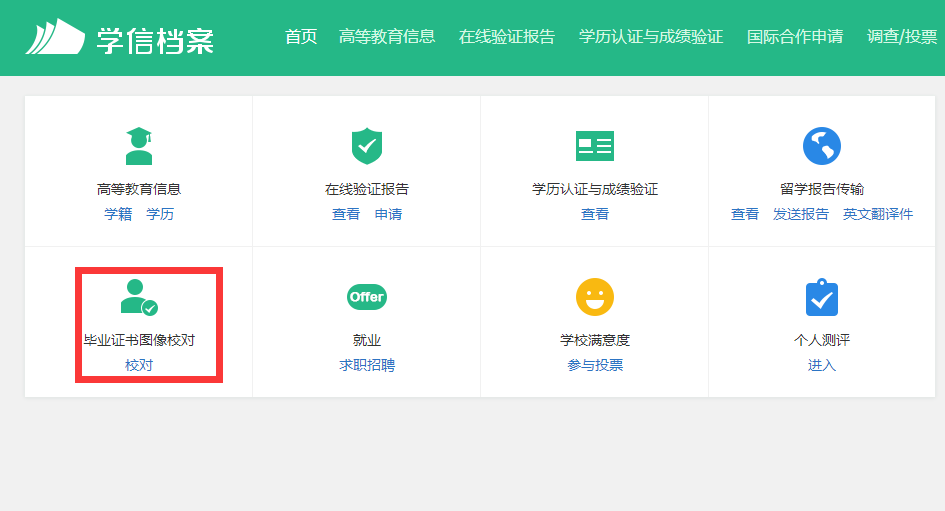 学信档案 首页 高等教育信息 在线验证报告 学历认证与成绩验证 国际合作申请 调查/投票
高等教育信息 在线验证报告 学历认证与成绩验证 留学报告传输
学籍 学历 查看 申请 查看 查看 发送报告 英文翻译件
Offer
毕业证书图像校对 就业 学校满意度 个人测评
校对 求职招聘 参与投票 进入